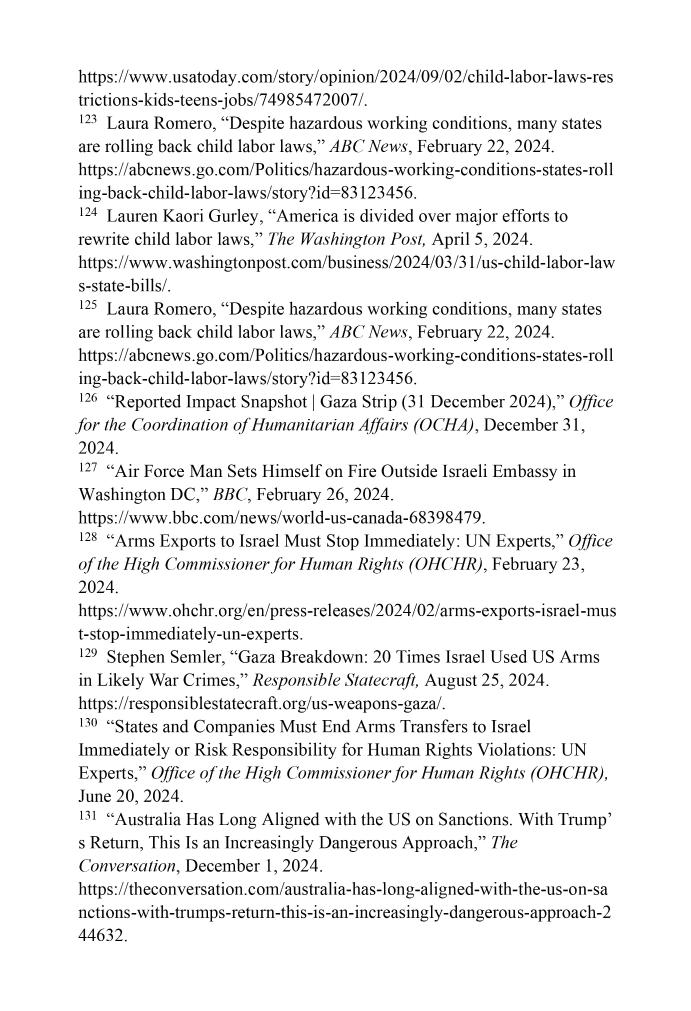 https://www.usatoday.com/story/opinion/2024/09/02/child-labor-laws-res
trictions-kids-teens-jobs/74985472007/.
123 Laura Romero, “Despite hazardous working conditions, many states
are rolling back child labor laws,” ABC News, February 22, 2024.
https://abcnews.go.com/Politics/hazardous-working-conditions-states-roll
ing-back-child-labor-laws/story?id=83123456.
124 Lauren Kaori Gurley, “America is divided over major efforts to
rewrite child labor laws,” The Washington Post, April 5, 2024.
https://www.washingtonpost.com/business/2024/03/31/us-child-labor-law
s-state-bills/.
125 Laura Romero, “Despite hazardous working conditions, many states
are rolling back child labor laws,” ABC News, February 22, 2024.
https://abcnews.go.com/Politics/hazardous-working-conditions-states-roll
ing-back-child-labor-laws/story?id=83123456.
126 “Reported Impact Snapshot | Gaza Strip (31 December 2024),” Office
for the Coordination of Humanitarian Affairs (OCHA), December 31,
2024.
127 “Air Force Man Sets Himself on Fire Outside Israeli Embassy in
Washington DC,” BBC, February 26, 2024.
https://www.bbc.com/news/world-us-canada-68398479.
128 “Arms Exports to Israel Must Stop Immediately: UN Experts,” Office
of the High Commissioner for Human Rights (OHCHR), February 23,
2024.
https://www.ohchr.org/en/press-releases/2024/02/arms-exports-israel-mus
t-stop-immediately-un-experts.
129 Stephen Semler, “Gaza Breakdown: 20 Times Israel Used US Arms
in Likely War Crimes,” Responsible Statecraft, August 25, 2024.
https://responsiblestatecraft.org/us-weapons-gaza/.
130 “States and Companies Must End Arms Transfers to Israel
Immediately or Risk Responsibility for Human Rights Violations: UN
Experts,” Office of the High Commissioner for Human Rights (OHCHR),
June 20, 2024.
131 “Australia Has Long Aligned with the US on Sanctions. With Trump’
s Return, This Is an Increasingly Dangerous Approach,” The
Conversation, December 1, 2024.
https://theconversation.com/australia-has-long-aligned-with-the-us-on-sa
nctions-with-trumps-return-this-is-an-increasingly-dangerous-approach-2
44632.